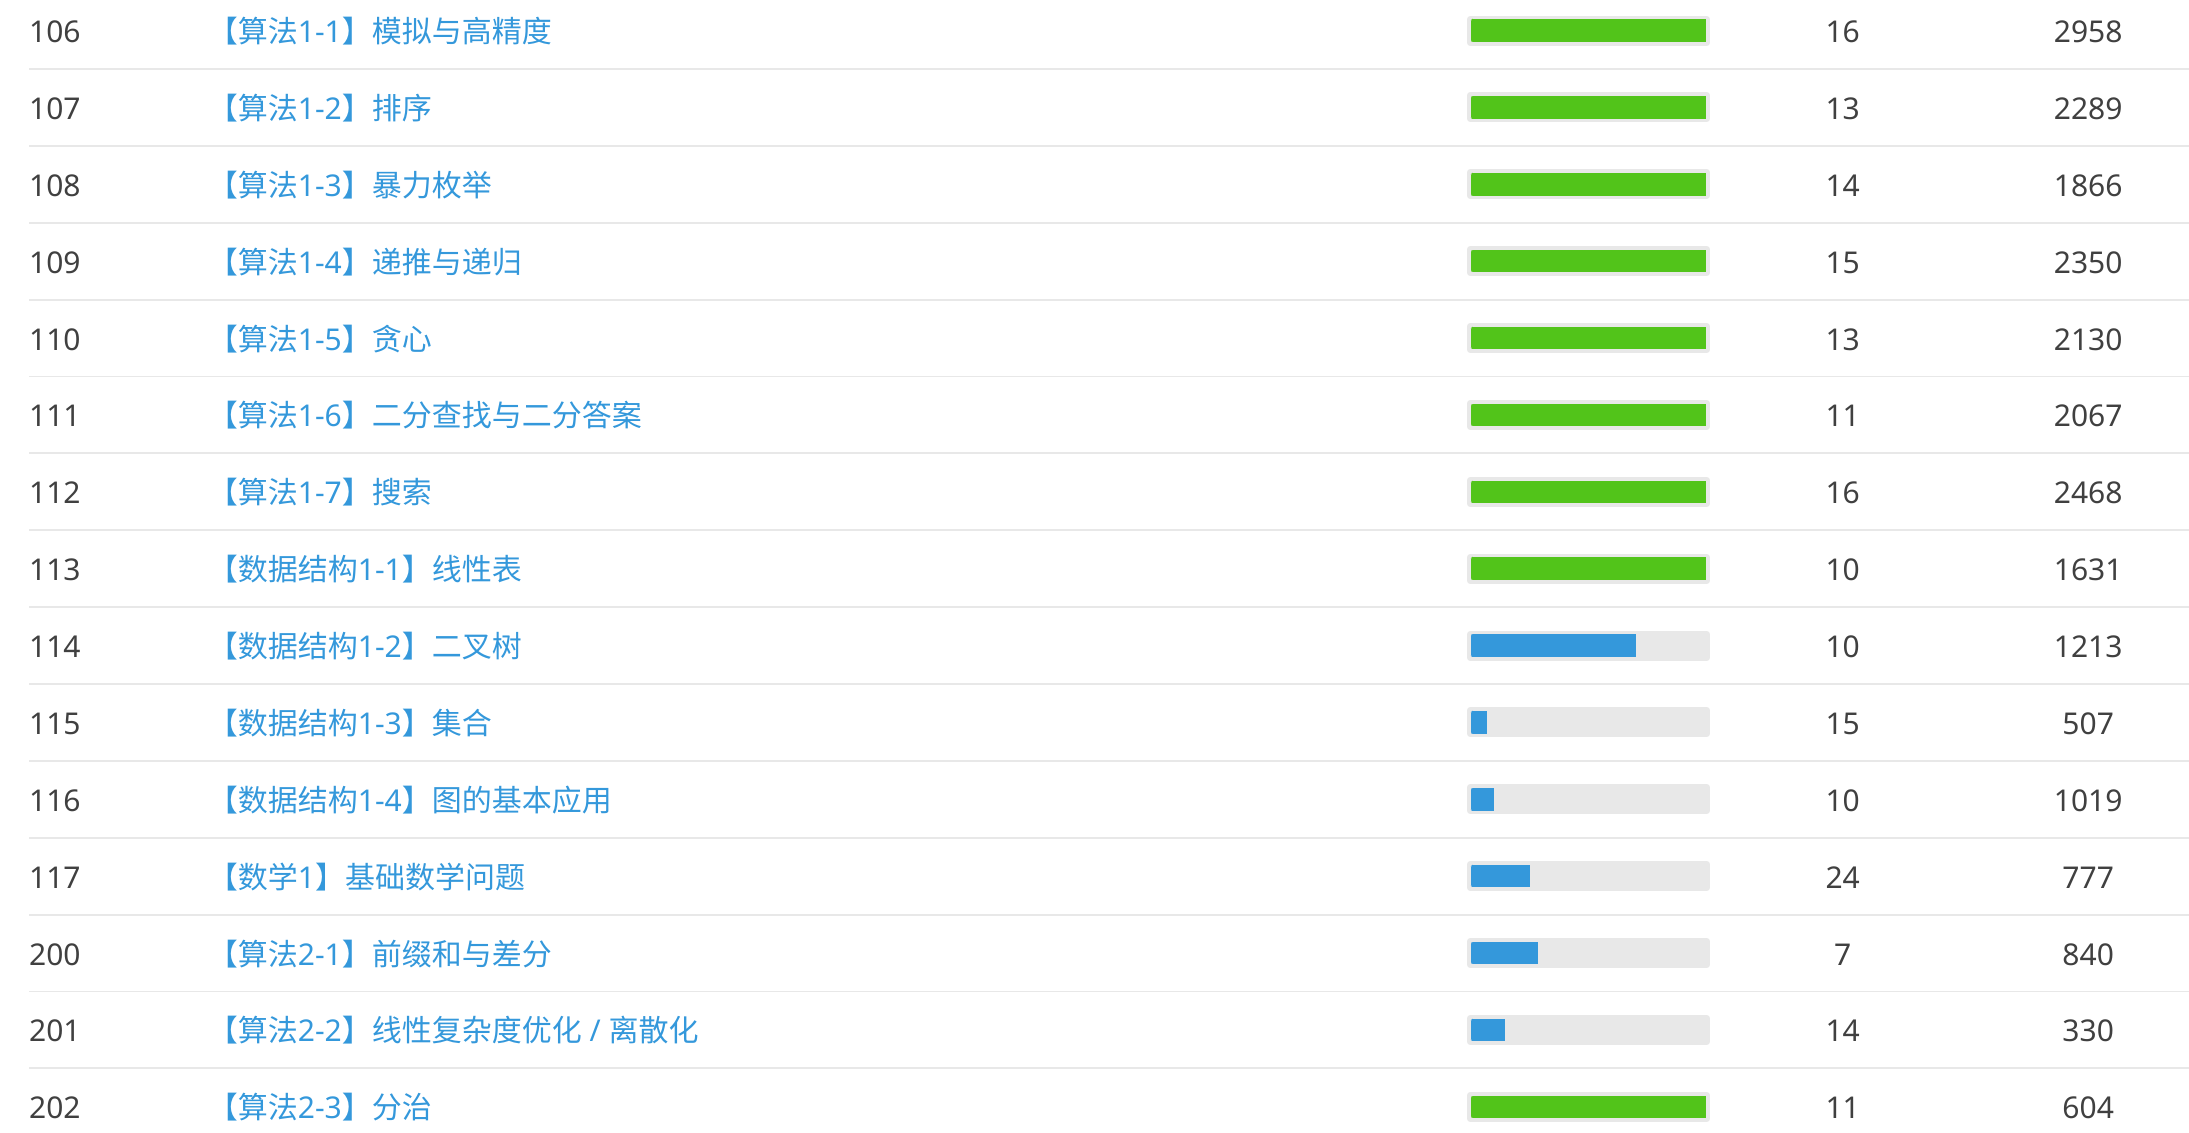 106 【算法1-1】模拟与高精度 16 2958
107 【算法1-2】排序 13 2289
108 【算法1-3】暴力枚举 14 1866
109 【算法1-4】递推与递归 15 2350
110 【算法1-5】贪心 13 2130
111 【算法1-6】二分查找与二分答案 11 2067
112 【算法1-7】搜索 16 2468
113 【数据结构1-1】线性表 10 1631
114 【数据结构1-2】二叉树 10 1213
115 【数据结构1-3】集合 15 507
116 【数据结构1-4】图的基本应用 10 1019
117 【数学1】基础数学问题 24 777
200 【算法2-1】前缀和与差分 7 840
201 【算法2-2】线性复杂度优化 / 离散化 14 330
202 【算法2-3】分治 11 604